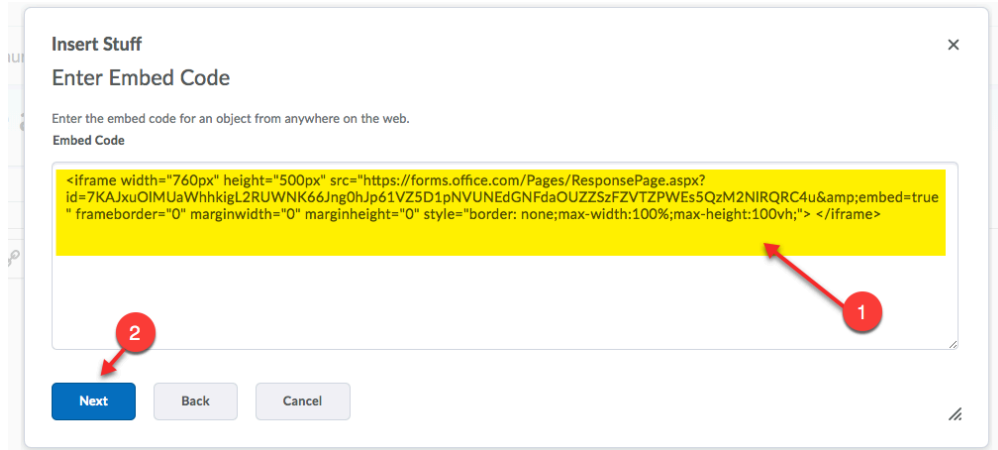 Insert Stuff
×
Enter Embed Code
Enter the embed code for an object from anywhere on the web.
Embed Code
<iframe width="760px" height="500px" src="https://forms.office.com/Pages/ResponsePage.aspx?
id=7KAJxuOlMUaWhhkigL2RUWNK66Jng0hJp61VZ5D1pNVUNEdGNFdaOUZZSzFZVTZPWEs5QzM2NlRQRC4u&amp;embed=true
" frameborder="0" marginwidth="0" marginheight="0" style="border: none;max-width:100%;max-height:100vh;"> </iframe>
1
2
Next
Back
Cancel